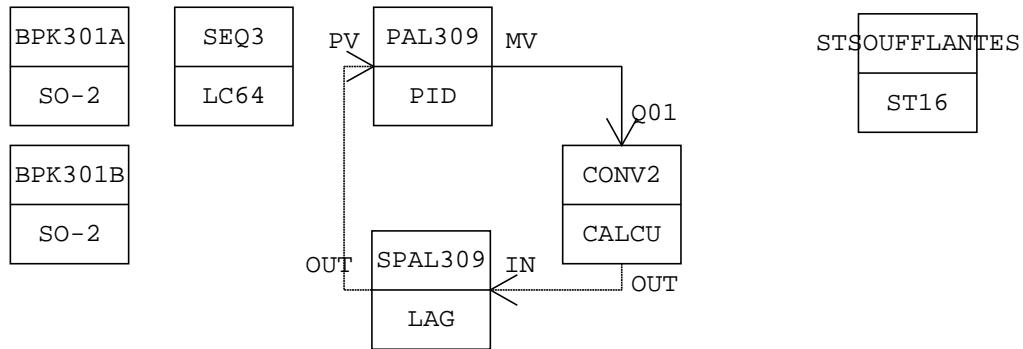 BPK301A
SO-2
SEQ3
LC64
PV
PAL309
PID
MV
STSOUFFLANTES
ST16
Q01
BPK301B
SO-2
CONV2
CALCU
OUT
SPAL309
LAG
IN
OUT